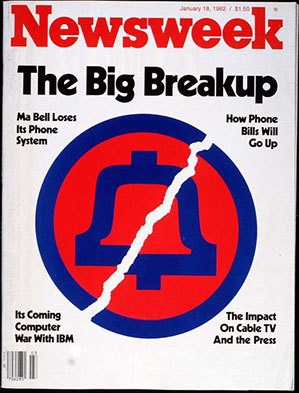 January 18, 1982 / $1.50
Newsweek
The Big Breakup
Ma Bell Loses
Its Phone
System
How Phone
Bills Will
Go Up
Its Coming
Computer
War With IBM
The Impact
On Cable TV
And the Press